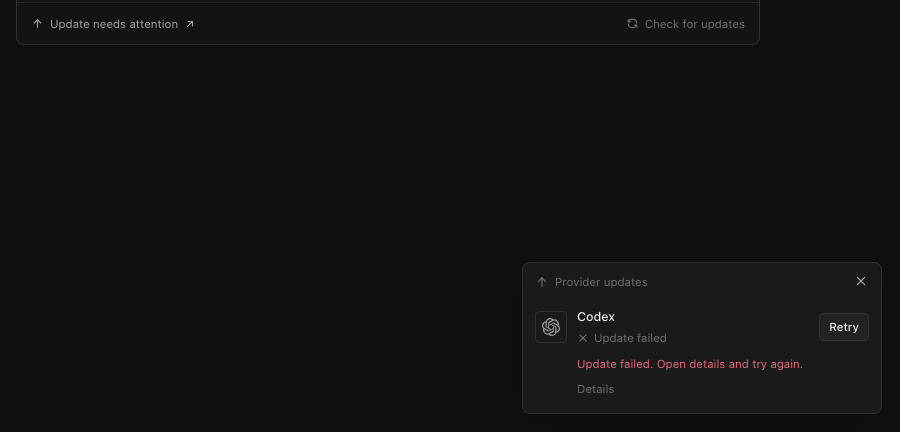 Update needs attention
Check for updates
Provider updates
Codex
Update failed
Retry
Update failed. Open details and try again.
Details